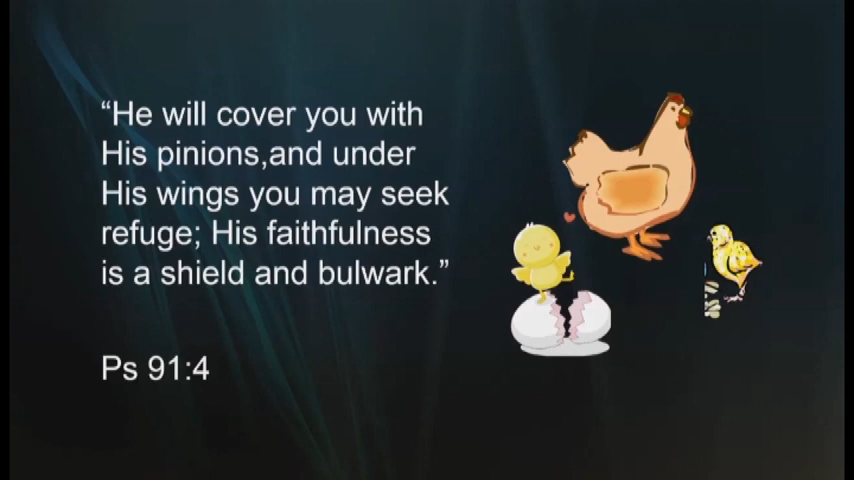 “He will cover you with
His pinions,and under
His wings you may seek
refuge; His faithfulness
is a shield and bulwark.”
Ps 91:4